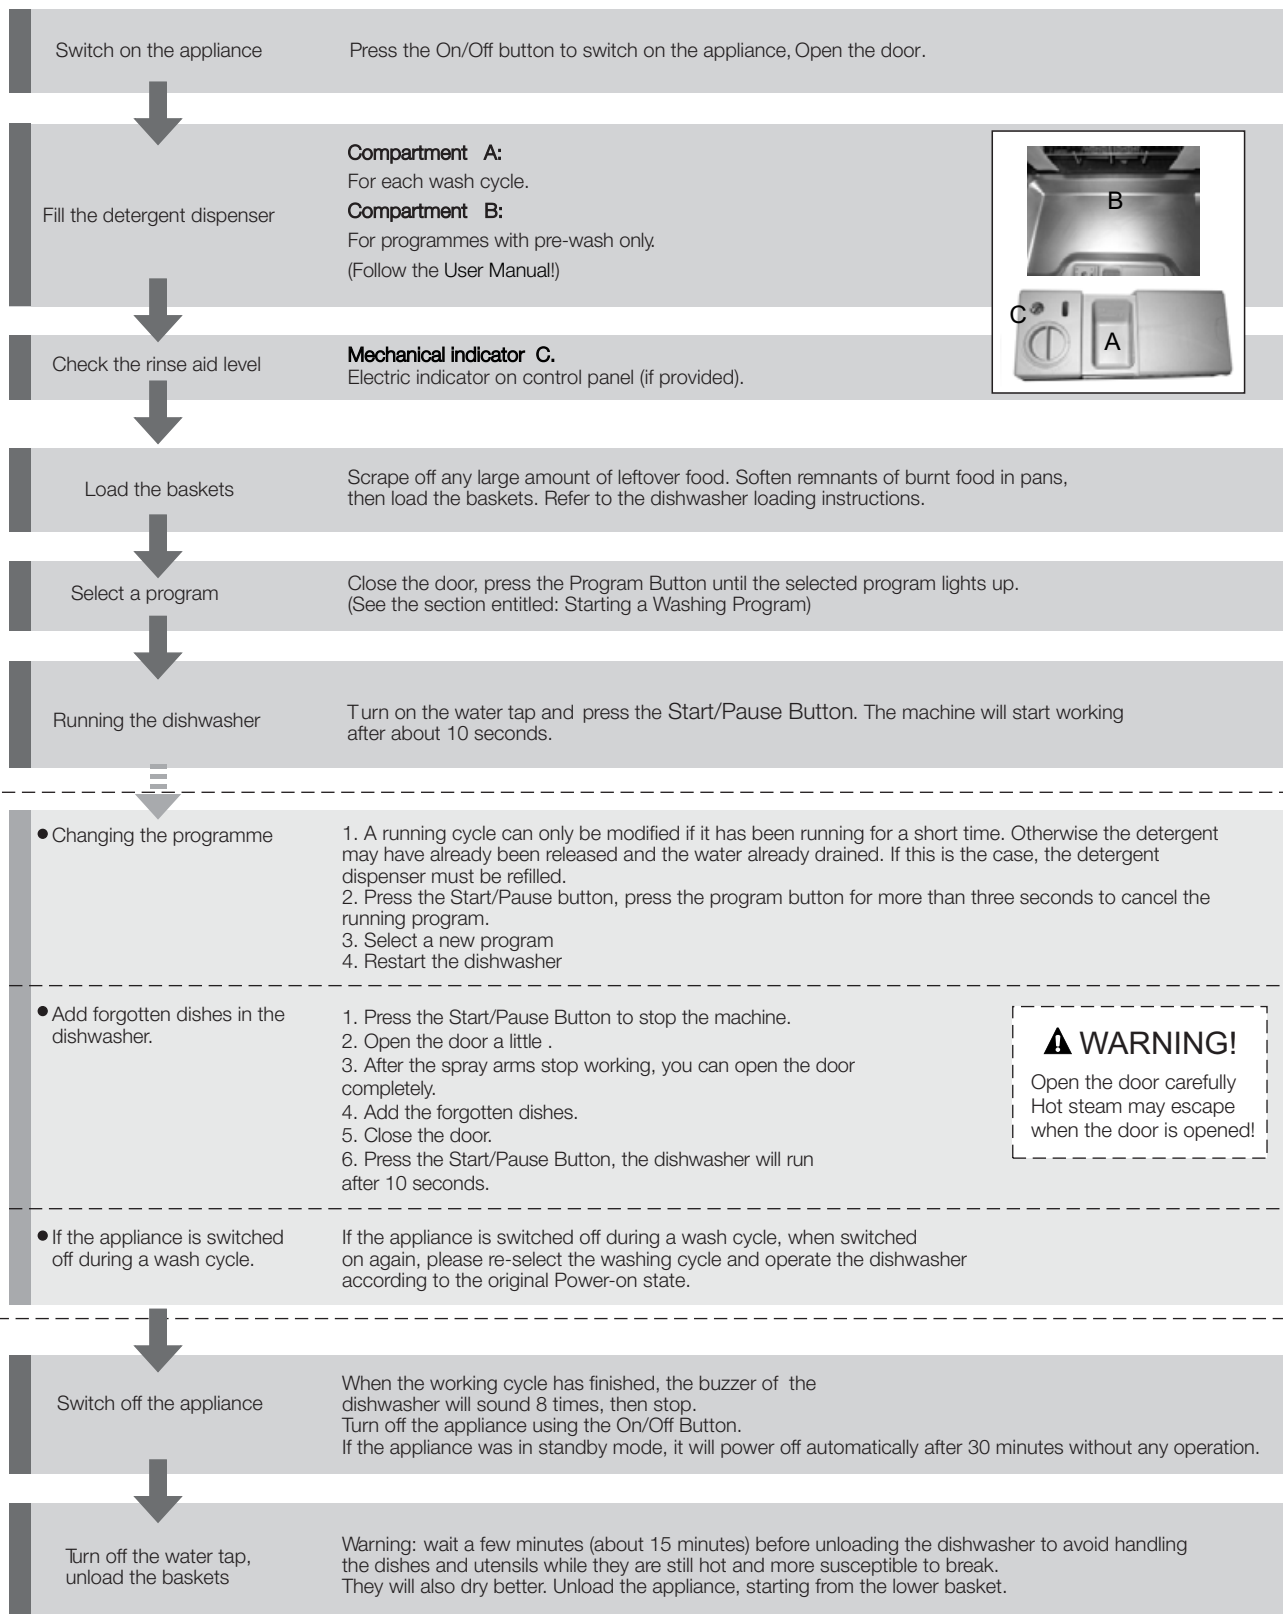 Switch on the appliance
Press the On/Off button to switch on the appliance, Open the door.
Fill the detergent dispenser
Compartment A:
For each wash cycle.
Compartment B:
For programmes with pre-wash only.
(Follow the User Manual!)
B
C
A
Check the rinse aid level
Mechanical indicator C.
Electric indicator on control panel (if provided).
Load the baskets
Scrape off any large amount of leftover food. Soften remnants of burnt food in pans,
then load the baskets. Refer to the dishwasher loading instructions.
Select a program
Close the door, press the Program Button until the selected program lights up.
(See the section entitled: Starting a Washing Program)
Running the dishwasher
Turn on the water tap and press the Start/Pause Button. The machine will start working
after about 10 seconds.
● Changing the programme
1. A running cycle can only be modified if it has been running for a short time. Otherwise the detergent
may have already been released and the water already drained. If this is the case, the detergent
dispenser must be refilled.
2. Press the Start/Pause button, press the program button for more than three seconds to cancel the
running program.
3. Select a new program
4. Restart the dishwasher
● Add forgotten dishes in the
dishwasher.
1. Press the Start/Pause Button to stop the machine.
2. Open the door a little .
3. After the spray arms stop working, you can open the door
completely.
4. Add the forgotten dishes.
5. Close the door.
6. Press the Start/Pause Button, the dishwasher will run
after 10 seconds.
WARNING!
Open the door carefully
Hot steam may escape
when the door is opened!
● If the appliance is switched
off during a wash cycle.
If the appliance is switched off during a wash cycle, when switched
on again, please re-select the washing cycle and operate the dishwasher
according to the original Power-on state.
Switch off the appliance
When the working cycle has finished, the buzzer of the
dishwasher will sound 8 times, then stop.
Turn off the appliance using the On/Off Button.
If the appliance was in standby mode, it will power off automatically after 30 minutes without any operation.
Turn off the water tap,
unload the baskets
Warning: wait a few minutes (about 15 minutes) before unloading the dishwasher to avoid handling
the dishes and utensils while they are still hot and more susceptible to break.
They will also dry better. Unload the appliance, starting from the lower basket.